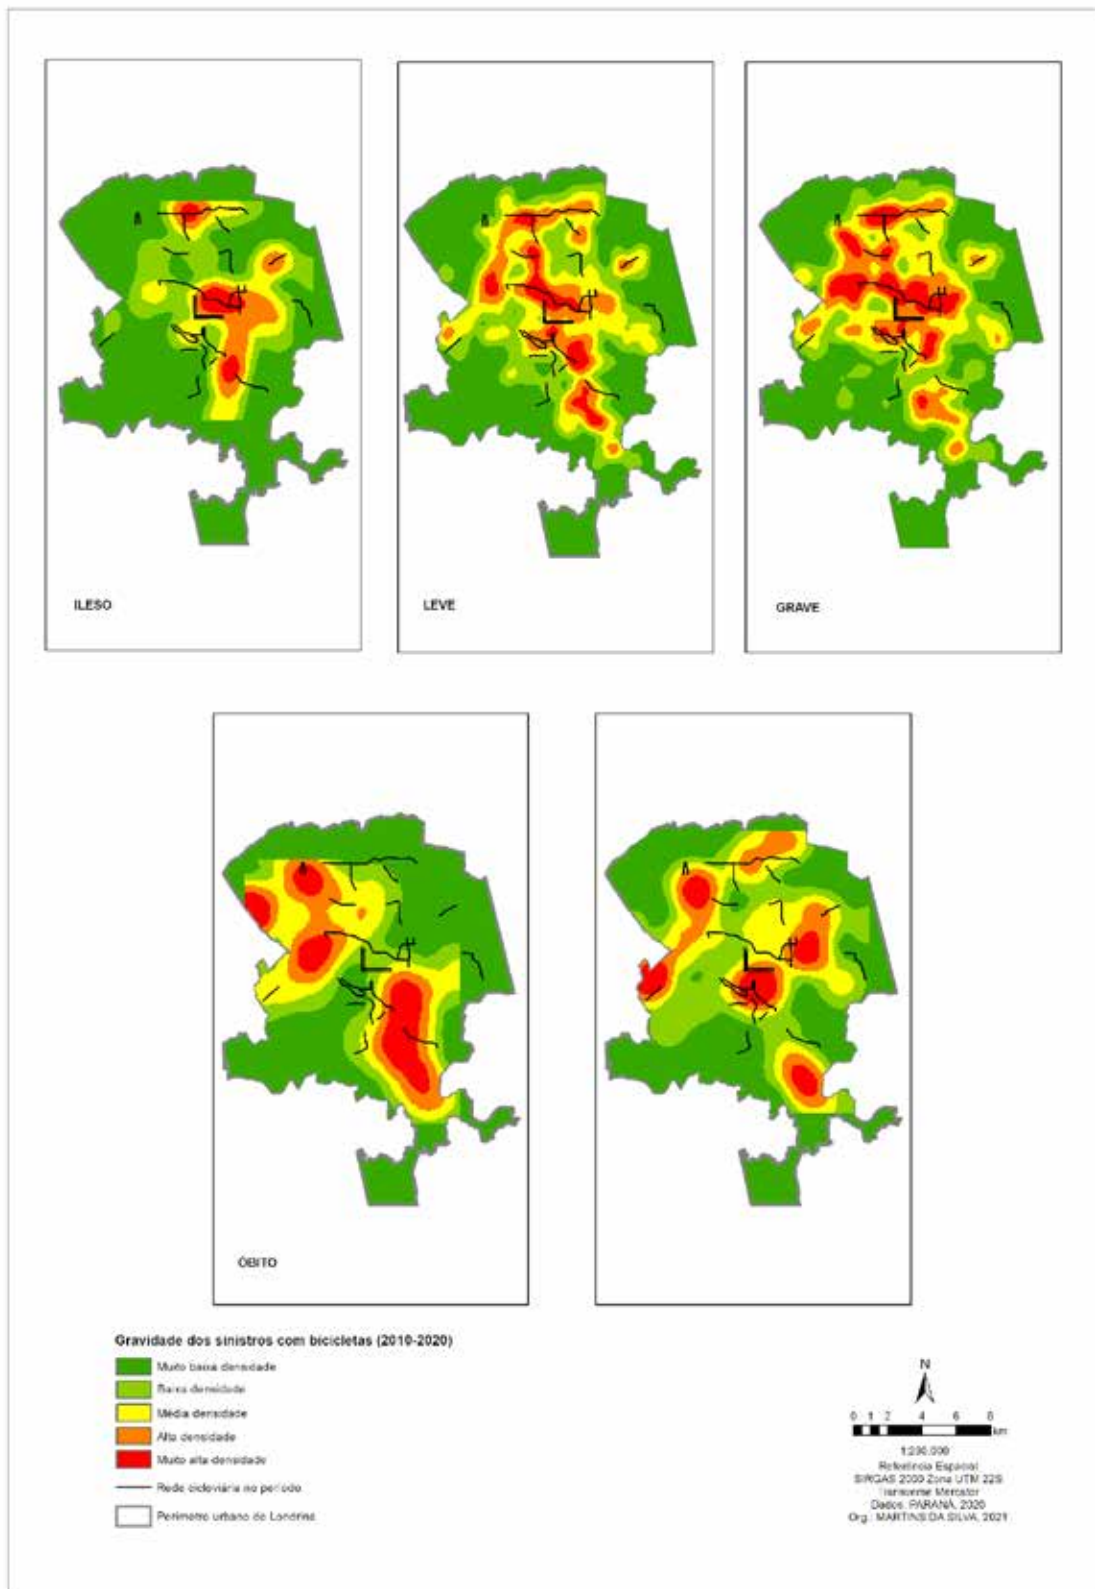 ILESO
LEVE
GRAVE
ÓBITO
Gravidade dos sinistros com bicicletas (2010-2020)
Muito baixa densidade
Baixa densidade
Média densidade
Alta densidade
Muito alta densidade
Rede cicloviária no período
Perímetro urbano de Londrina
N
0 1 2 4 6 8
km
1:200.000
Referência Espacial
SIRGAS 2000 Zona UTM 22S
Transverse Mercator
Dados: PARANÁ, 2020
Org.: MARTINS DA SILVA, 2021